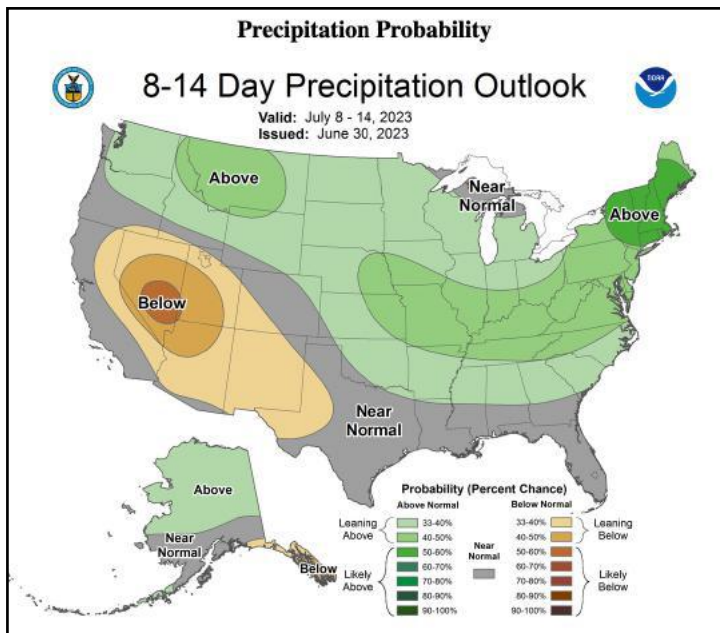 Precipitation Probability
8-14 Day Precipitation Outlook
Valid: July 8 - 14, 2023
Issued: June 30, 2023
NOAA
Above
Near
Normal
Above
Below
Near
Normal
Above
Near
Normal
Below
Probability (Percent Chance)
Above Normal
Below Normal
Leaning
Above
33-40%
40-50%
Likely
Above
50-60%
60-70%
70-80%
80-90%
90-100%
Near
Normal
33-40%
40-50%
Leaning
Below
50-60%
60-70%
70-80%
80-90%
90-100%
Likely
Below